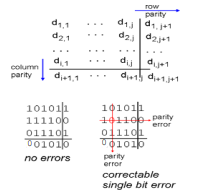 row
parity
d1,1 . . . d1,j d1,j+1
d2,1 . . . d2,j d2,j+1
column
parity
. . . . . . . . . . . .
di,1 . . . di,j di,j+1
di+1,1 . . . di+1,j di+1,j+1
101011
111100
011101
001010
no errors
101011
101100
011101
001010
parity
error
parity
error
correctable
single bit error